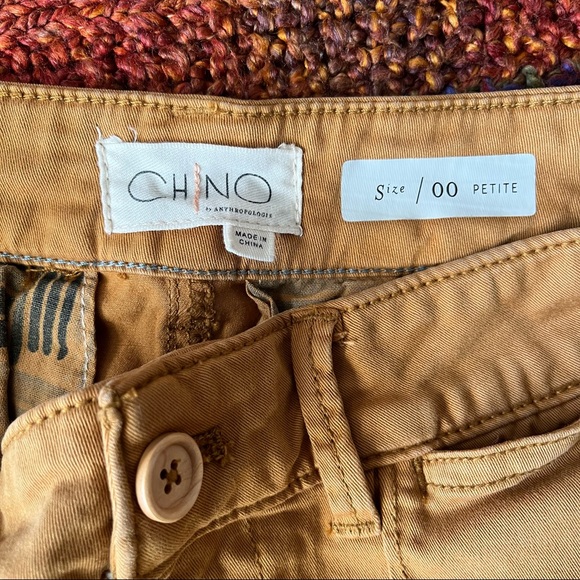 CHINO
BY ANTHROPOLOGIE
MADE IN
CHINA
Size / 00 PETITE